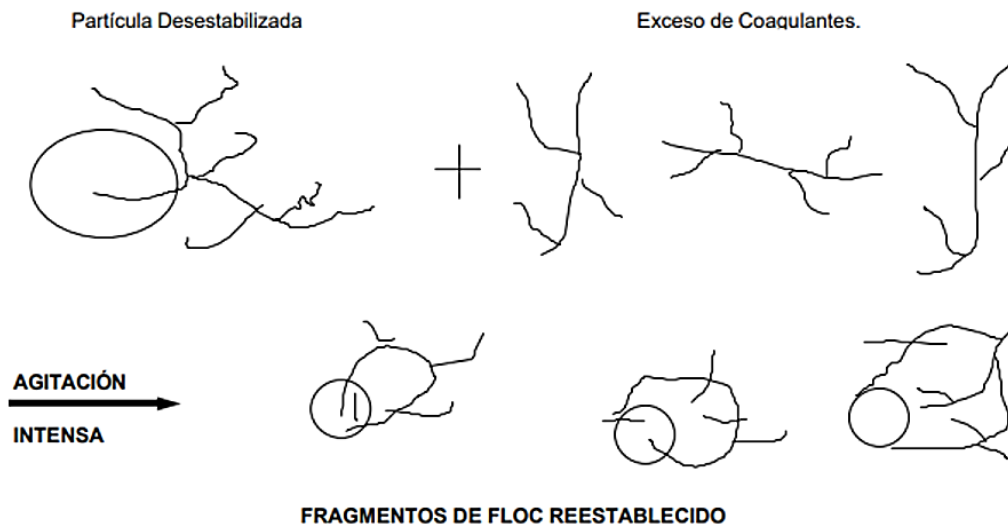 Partícula Desestabilizada
Exceso de Coagulantes.
AGITACIÓN
INTENSA
FRAGMENTOS DE FLOC REESTABLECIDO